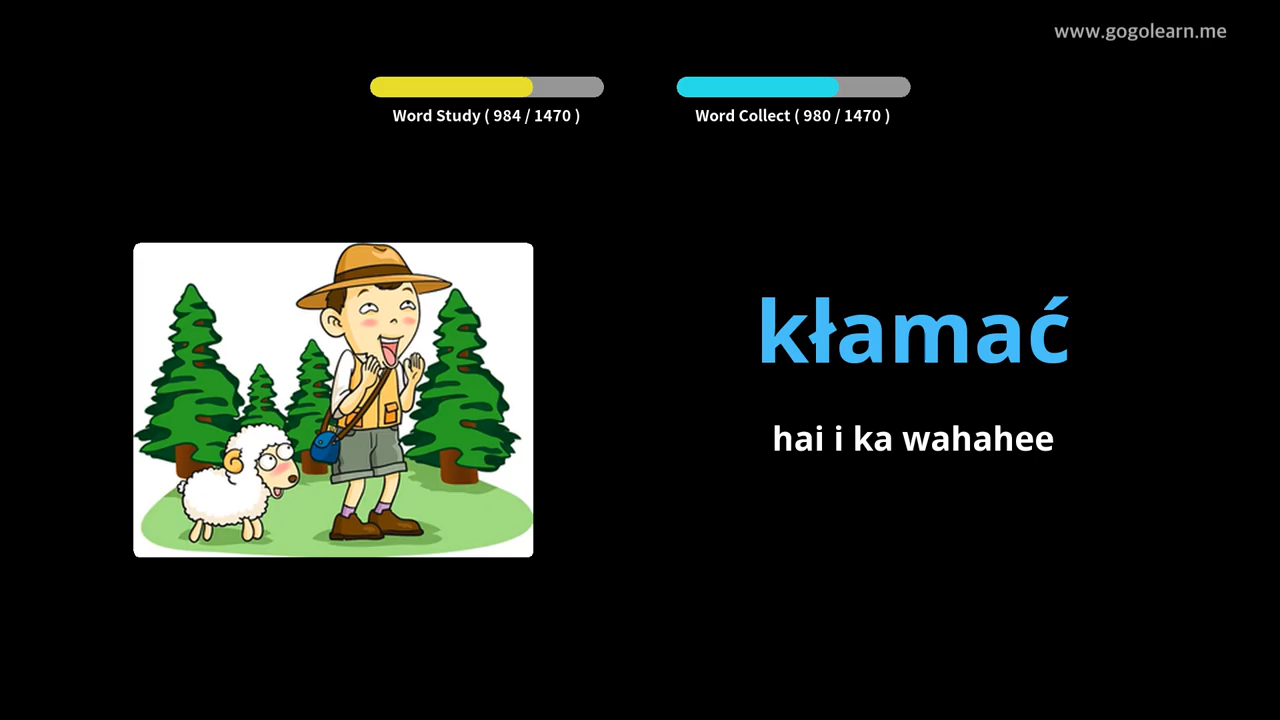 www.gogolearn.me
Word Study ( 984 / 1470 )
Word Collect ( 980 / 1470 )
kłamać
hai i ka wahahee